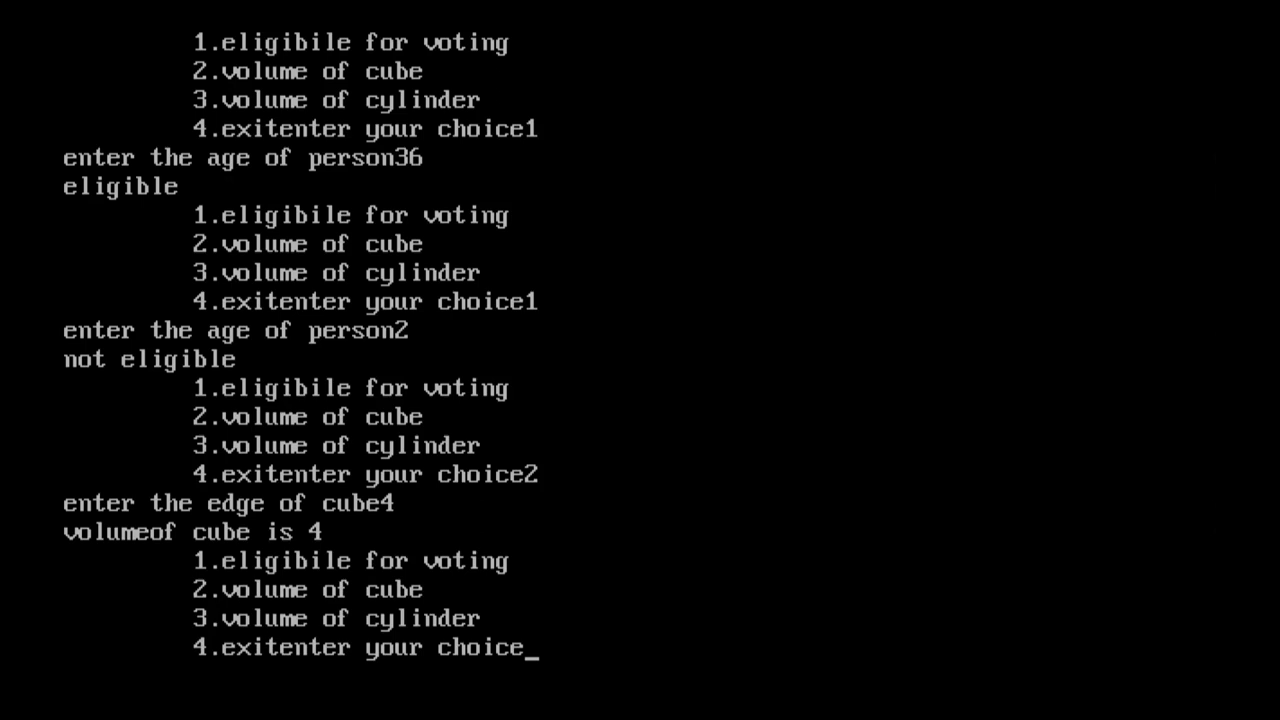 1.eligibile for voting
2.volume of cube
3.volume of cylinder
4.exitenter your choice1
enter the age of person36
eligible
1.eligibile for voting
2.volume of cube
3.volume of cylinder
4.exitenter your choice1
enter the age of person2
not eligible
1.eligibile for voting
2.volume of cube
3.volume of cylinder
4.exitenter your choice2
enter the edge of cube4
volumeof cube is 4
1.eligibile for voting
2.volume of cube
3.volume of cylinder
4.exitenter your choice_